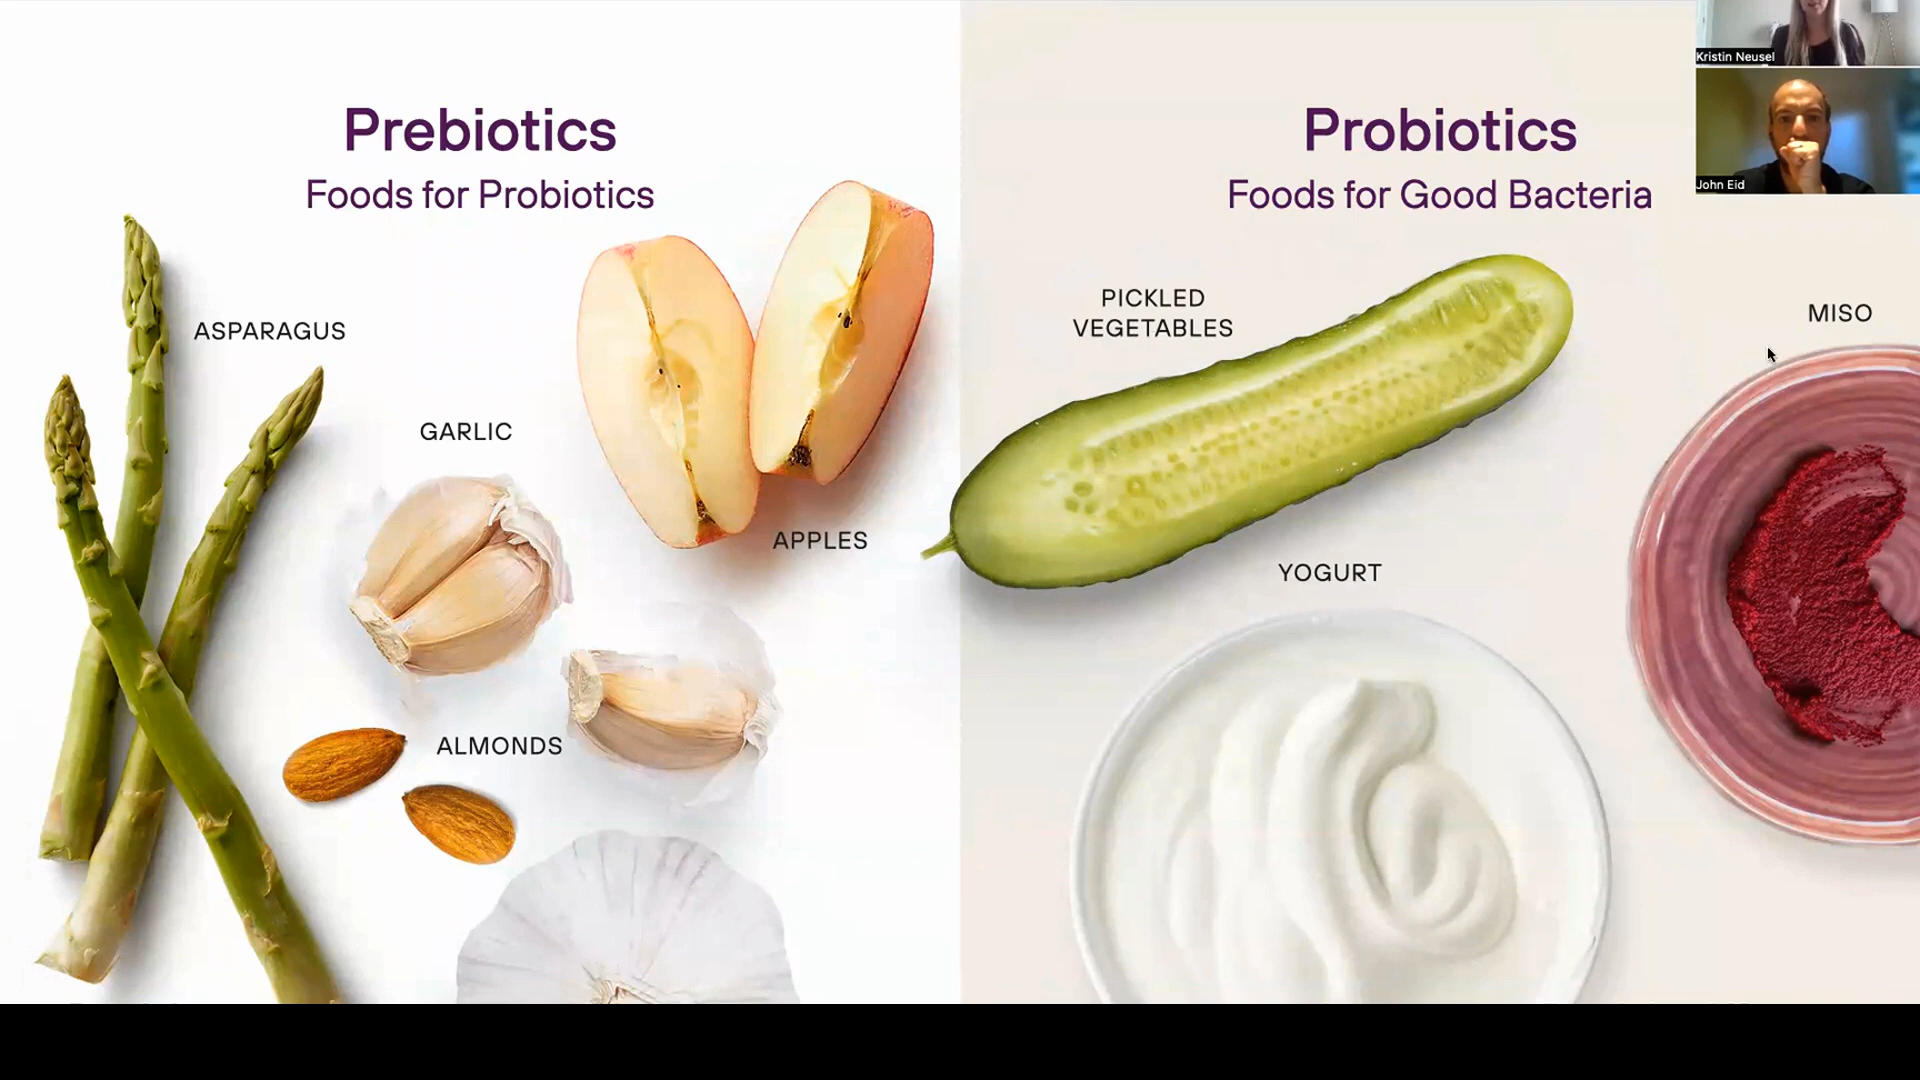 Prebiotics
Foods for Probiotics
ASPARAGUS
GARLIC
APPLES
ALMONDS
Probiotics
Foods for Good Bacteria
PICKLED
VEGETABLES
MISO
YOGURT
Kristin Neusel
John Eid